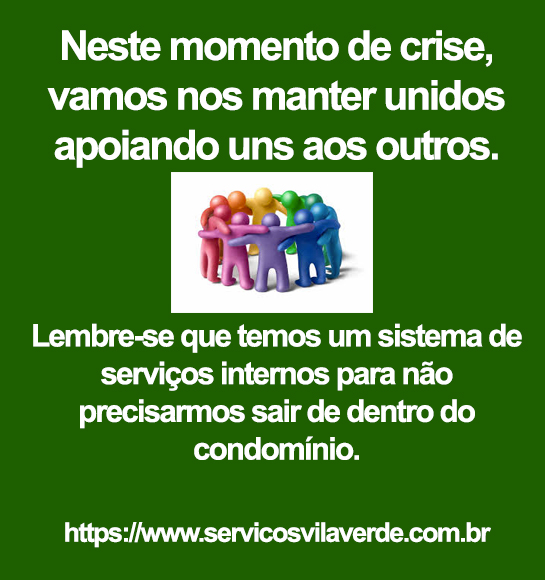 Neste momento de crise,
vamos nos manter unidos
apoiando uns aos outros.
Lembre-se que temos um sistema de
serviços internos para não
precisarmos sair de dentro do
condomínio.
https://www.servicosvilaverde.com.br